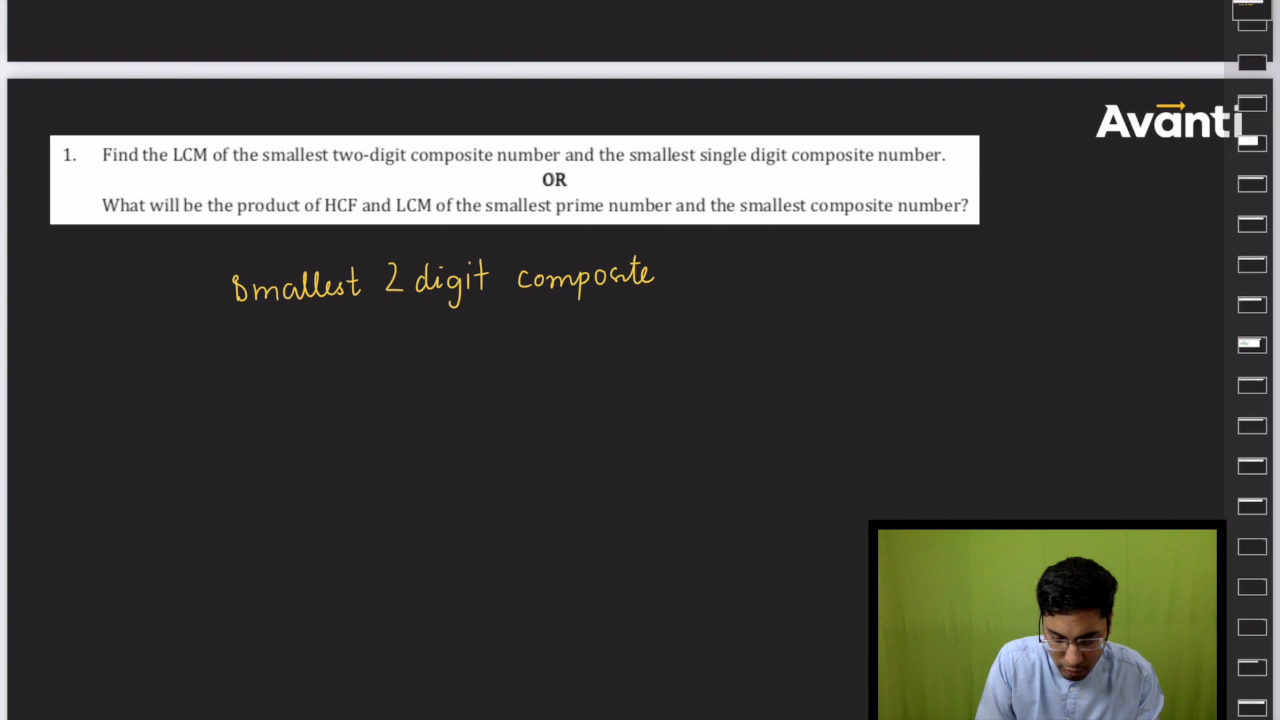 Avanti
1. Find the LCM of the smallest two-digit composite number and the smallest single digit composite number.
OR
What will be the product of HCF and LCM of the smallest prime number and the smallest composite number?
Smallest 2 digit composite